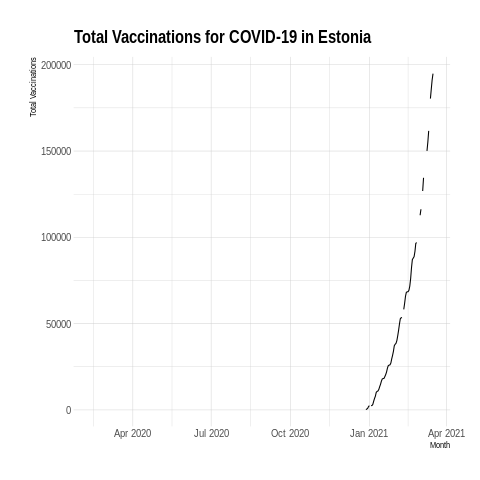 Total Vaccinations for COVID-19 in Estonia
Total Vaccinations
200000
150000
100000
50000
0
Apr 2020 Jul 2020 Oct 2020 Jan 2021 Apr 2021
Month